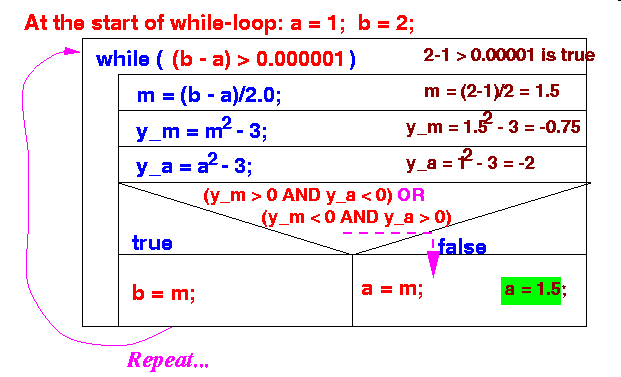 At the start of while-loop: a = 1; b = 2;
while ( (b - a) > 0.000001 ) 2-1 > 0.00001 is true
m = (b - a)/2.0; m = (2-1)/2 = 1.5
y_m = m² - 3; y_m = 1.5² - 3 = -0.75
y_a = a² - 3; y_a = 1² - 3 = -2
(y_m > 0 AND y_a < 0) OR
(y_m < 0 AND y_a > 0)
true false
b = m; a = m; a = 1.5;
Repeat...